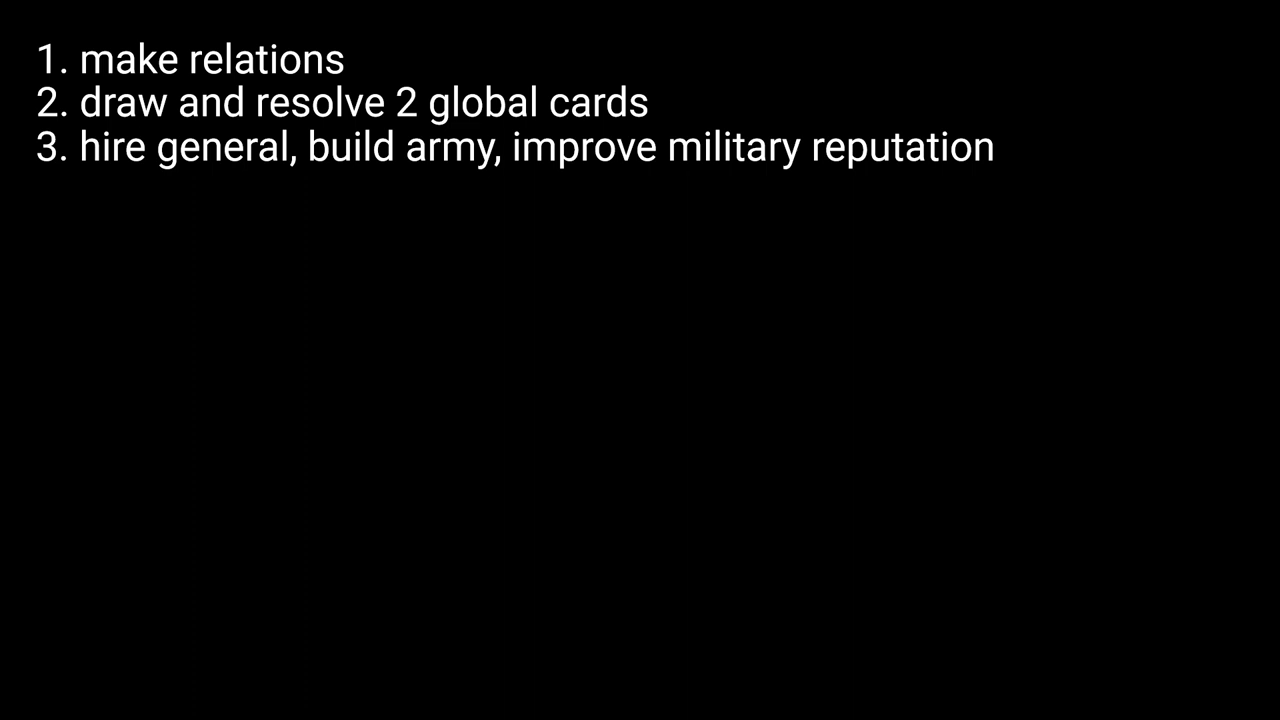 1. make relations
2. draw and resolve 2 global cards
3. hire general, build army, improve military reputation